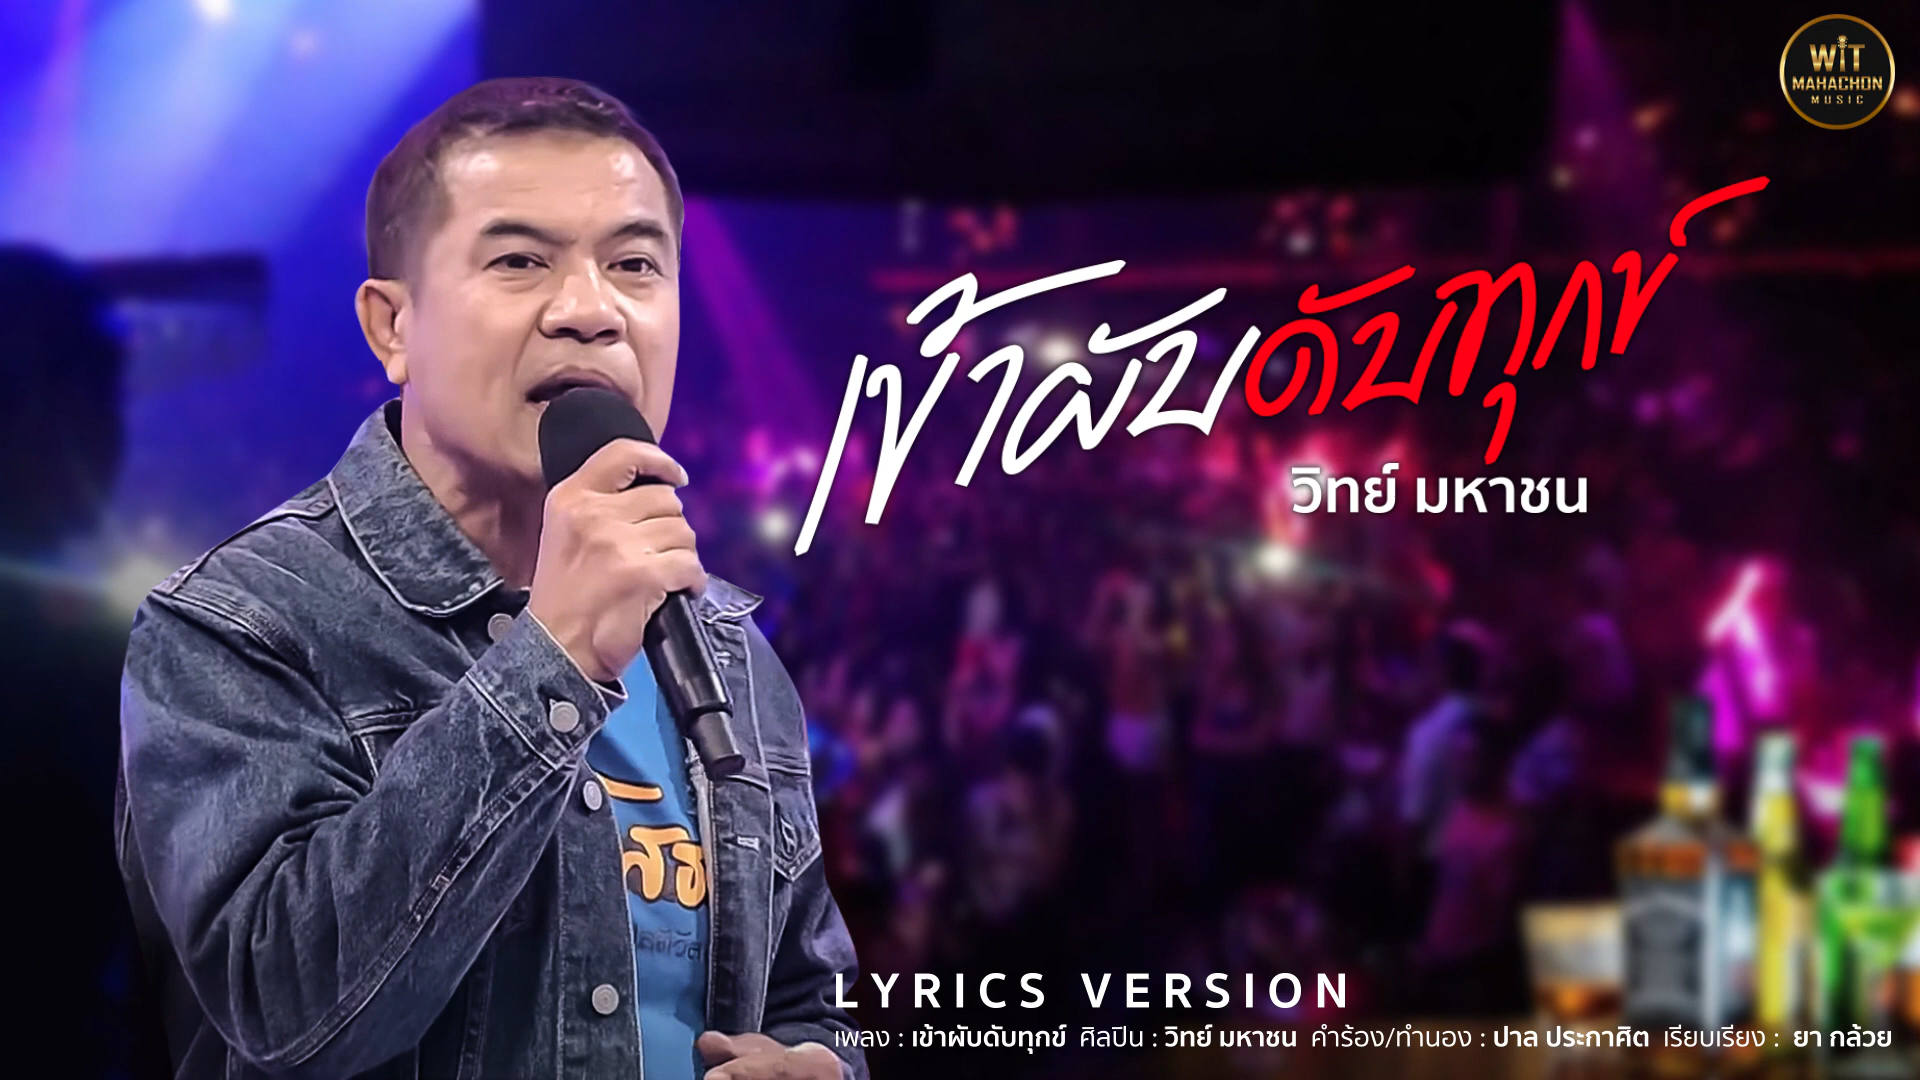 WiT
MAHACHON
MUSIC
เข้าผับดับทุกข์
วิทย์ มหาชน
LYRICS VERSION
เพลง : เข้าผับดับทุกข์ ศิลปิน : วิทย์ มหาชน คำร้อง/ทำนอง : ปาล ประกาศิต เรียบเรียง : ยา กล้วย